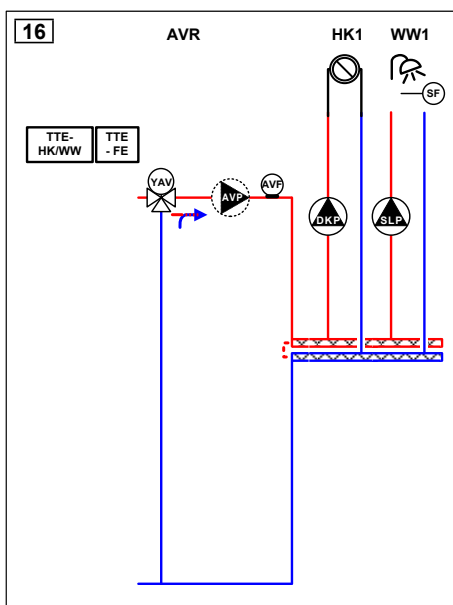 16 AVR HK1 WW1
SF
TTE-
HK/WW
TTE
- FE
YAV
AVP
AVF
DKP
SLP